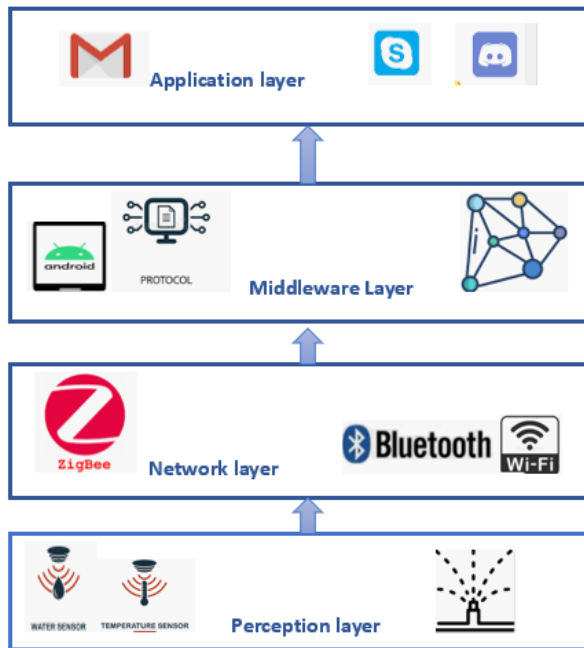 Application layer
android
PROTOCOL
Middleware Layer
ZigBee
Network layer
Bluetooth
Wi-Fi
WATER SENSOR
TEMPERATURE SENSOR
Perception layer